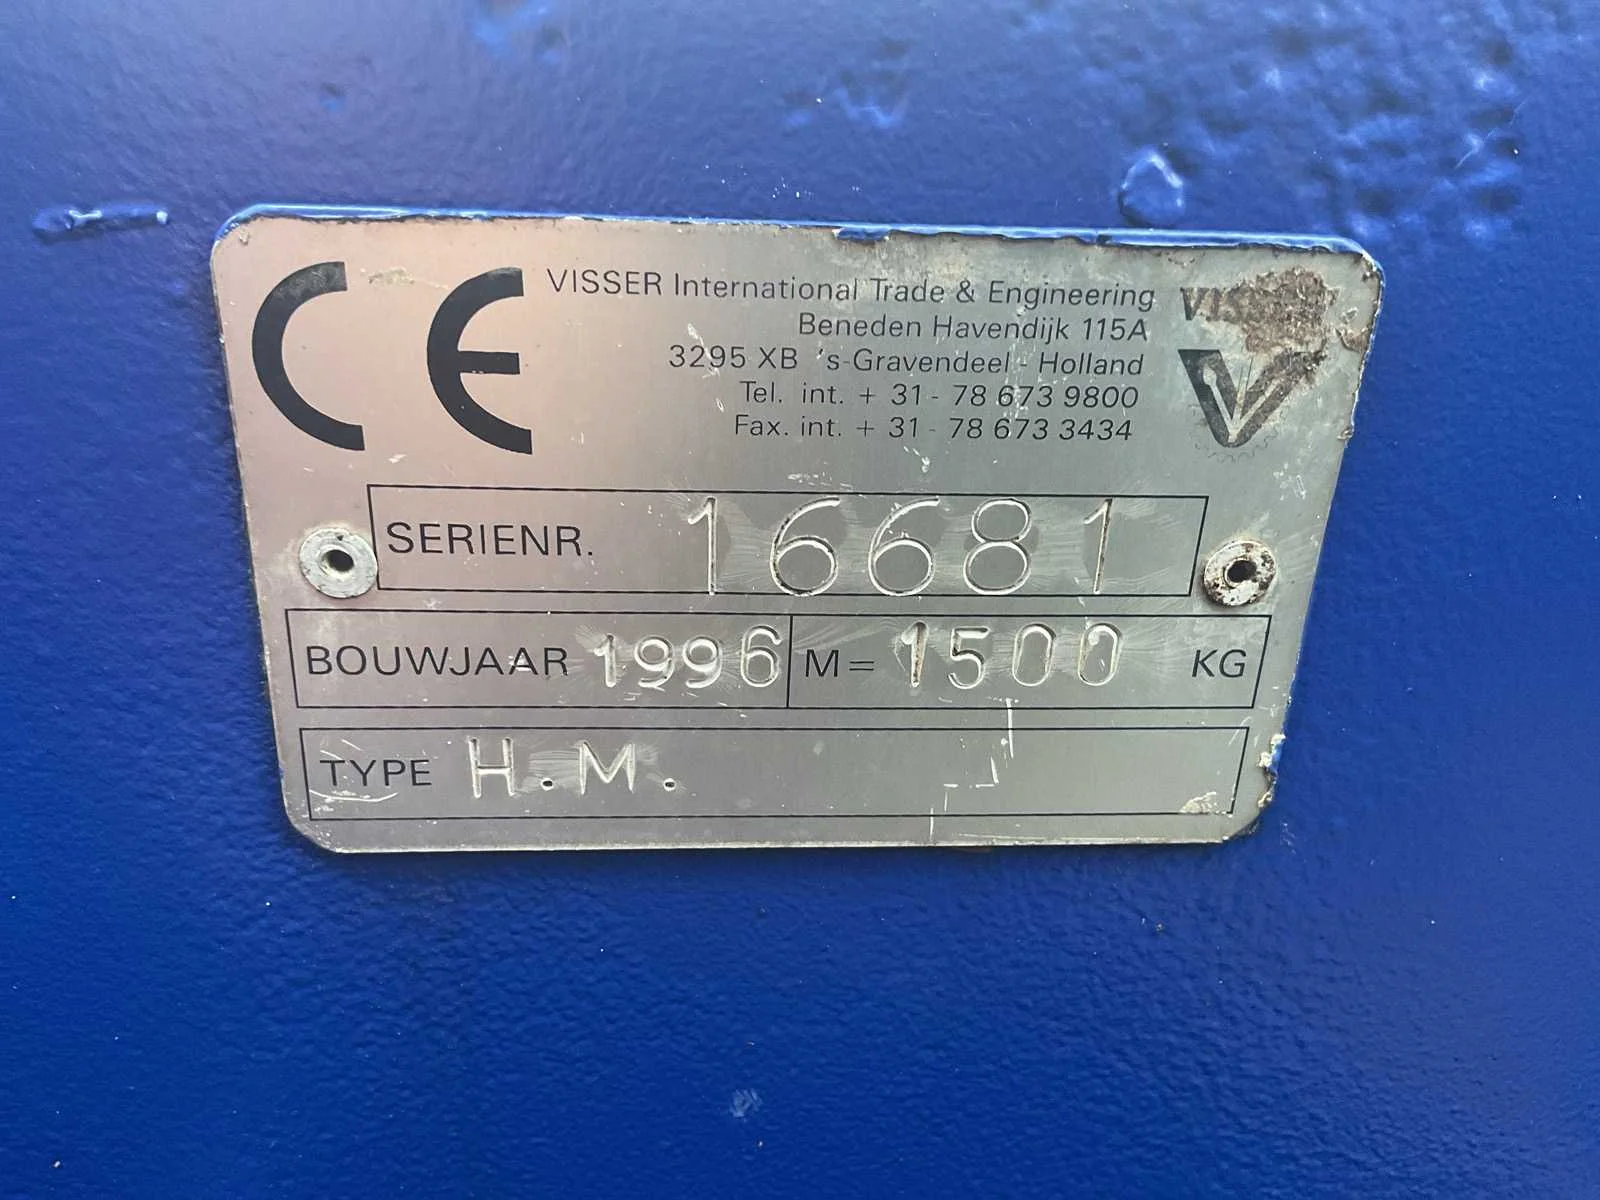 CE
VISSER International Trade & Engineering
Beneden Havendijk 115A
3295 XB 's-Gravendeel - Holland
Tel. int. + 31 - 78 673 9800
Fax. int. + 31 - 78 673 3434
SERIENR. 16681
BOUWJAAR 1996 M = 1500 KG
TYPE H.M.